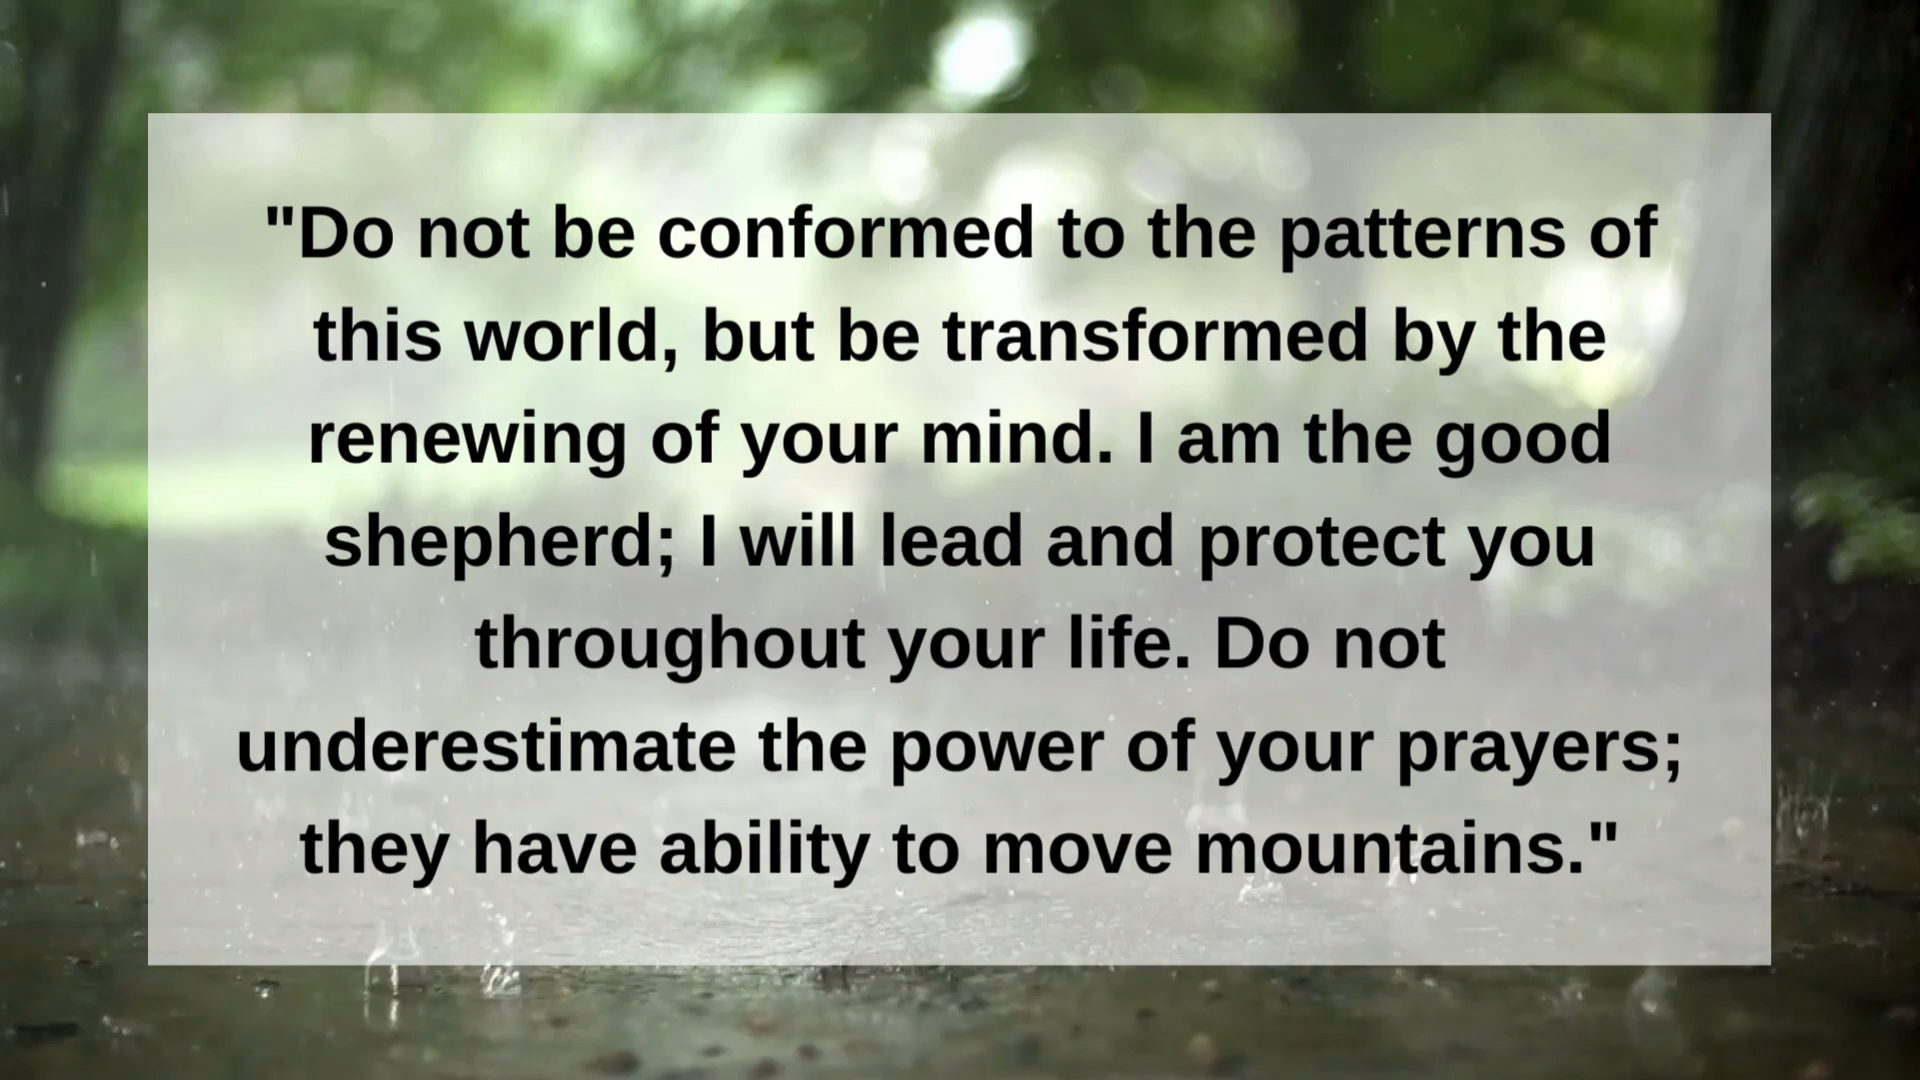 "Do not be conformed to the patterns of
this world, but be transformed by the
renewing of your mind. I am the good
shepherd; I will lead and protect you
throughout your life. Do not
underestimate the power of your prayers;
they have ability to move mountains."